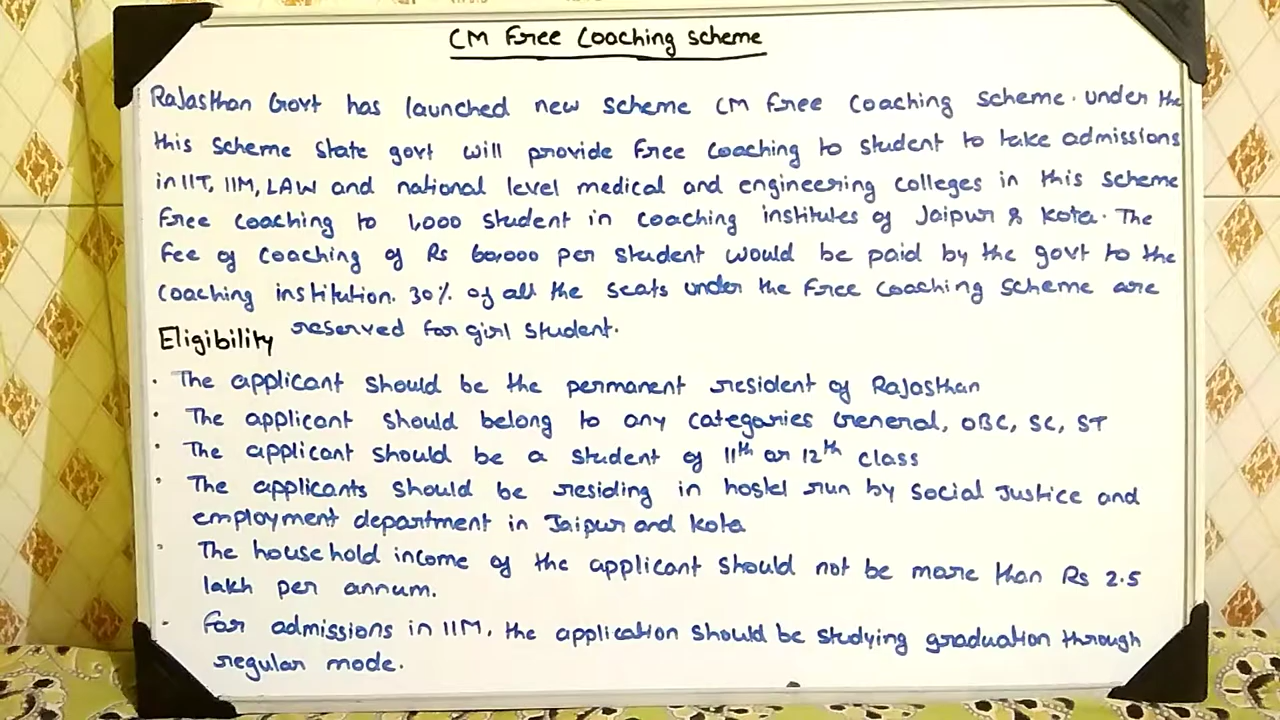 CM Free Coaching Scheme
Rajasthan Govt has launched new scheme CM Free Coaching Scheme. Under the
this scheme state govt will provide free coaching to student to take admissions
in IIT, IIM, LAW and national level medical and engineering colleges in this scheme
free coaching to 1,000 student in coaching institutes of Jaipur & Kota. The
fee of coaching of Rs 60,000 per student would be paid by the govt to the
coaching institution. 30% of all the seats under the free coaching scheme are
reserved for girl student.
Eligibility
· The applicant should be the permanent resident of Rajasthan
· The applicant should belong to any categories General, OBC, SC, ST
· The applicant should be a student of 11th or 12th class
· The applicants should be residing in hostel run by social Justice and
employment department in Jaipur and Kota
· The household income of the applicant should not be more than Rs 2.5
lakh per annum.
· For admissions in IIM, the application should be studying graduation through
regular mode.